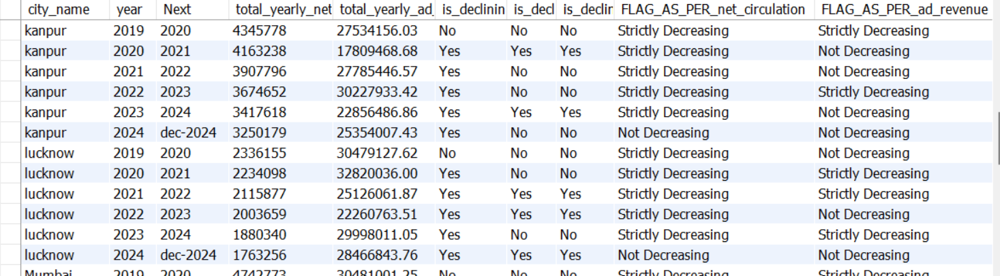 city_name year Next total_yearly_net total_yearly_ad_ is_declinin is_decl is_declin FLAG_AS_PER_net_circulation FLAG_AS_PER_ad_revenue
kanpur 2019 2020 4345778 27534156.03 No No No Strictly Decreasing Strictly Decreasing
kanpur 2020 2021 4163238 17809468.68 Yes Yes Yes Strictly Decreasing Not Decreasing
kanpur 2021 2022 3907796 27785446.57 Yes No No Strictly Decreasing Not Decreasing
kanpur 2022 2023 3674652 30227933.42 Yes No No Strictly Decreasing Strictly Decreasing
kanpur 2023 2024 3417618 22856486.86 Yes Yes Yes Strictly Decreasing Not Decreasing
kanpur 2024 dec-2024 3250179 25354007.43 Yes No No Not Decreasing Not Decreasing
lucknow 2019 2020 2336155 30479127.62 No No No Strictly Decreasing Not Decreasing
lucknow 2020 2021 2234098 32820036.00 Yes No No Strictly Decreasing Strictly Decreasing
lucknow 2021 2022 2115877 25126061.87 Yes Yes Yes Strictly Decreasing Strictly Decreasing
lucknow 2022 2023 2003659 22260763.51 Yes Yes Yes Strictly Decreasing Not Decreasing
lucknow 2023 2024 1880340 29998011.05 Yes No No Strictly Decreasing Strictly Decreasing
lucknow 2024 dec-2024 1763256 28466843.76 Yes Yes Yes Not Decreasing Not Decreasing
Mumbai 2019 2020 4742773 30481001.25 No No No Strictly Decreasing Strictly Decreasing